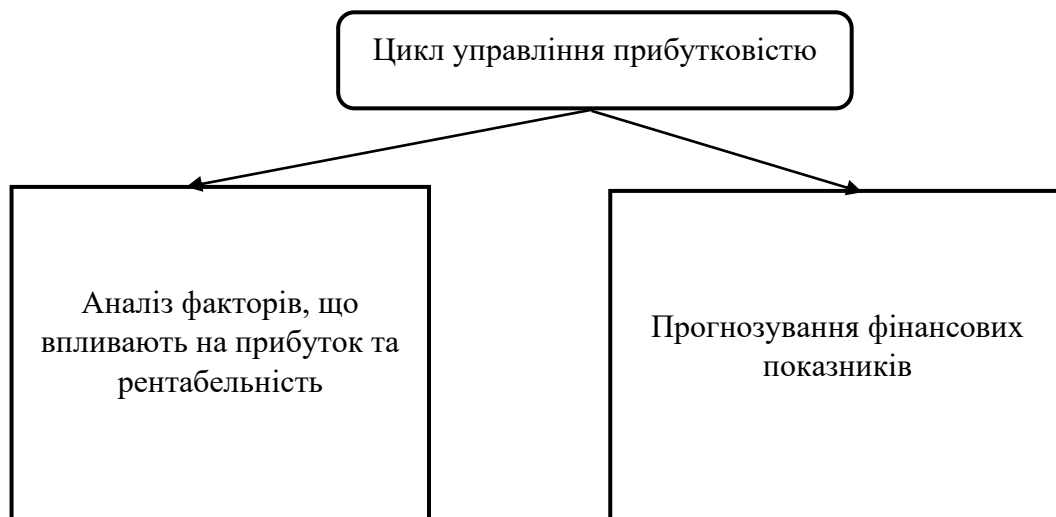 Цикл управління прибутковістю
Аналіз факторів, що
впливають на прибуток та
рентабельність
Прогнозування фінансових
показників